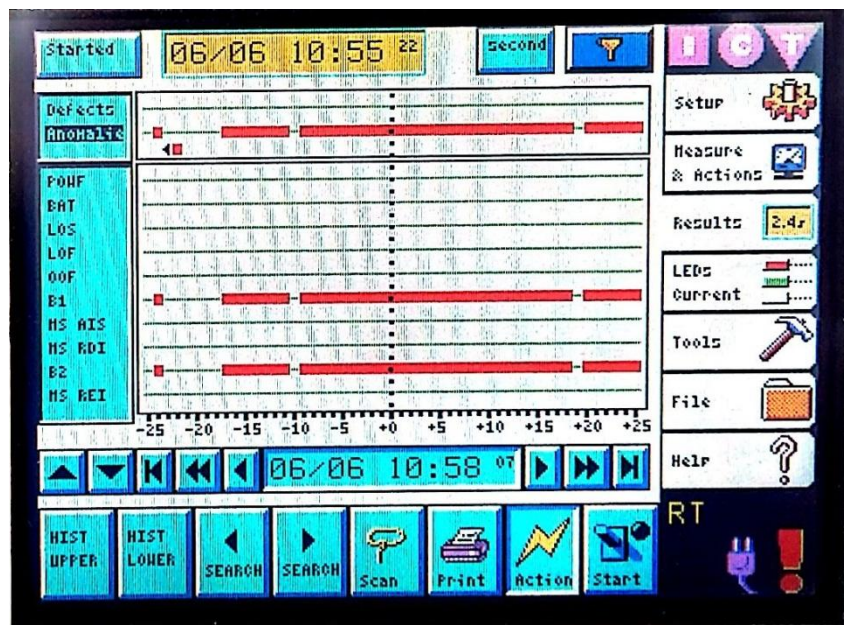 Started
06/06 10:55 22
second
ICT
Defects
Anomalie
Setup
Measure
& Actions
POWF
BAT
LOS
LOF
OOF
B1
MS AIS
MS RDI
B2
MS REI
Results
2.4r
LEDs
Current
Tools
File
Help
-25 -20 -15 -10 -5 +0 +5 +10 +15 +20 +25
06/06 10:58 07
HIST
UPPER
HIST
LOWER
SEARCH
SEARCH
Scan
Print
Action
Start
RT